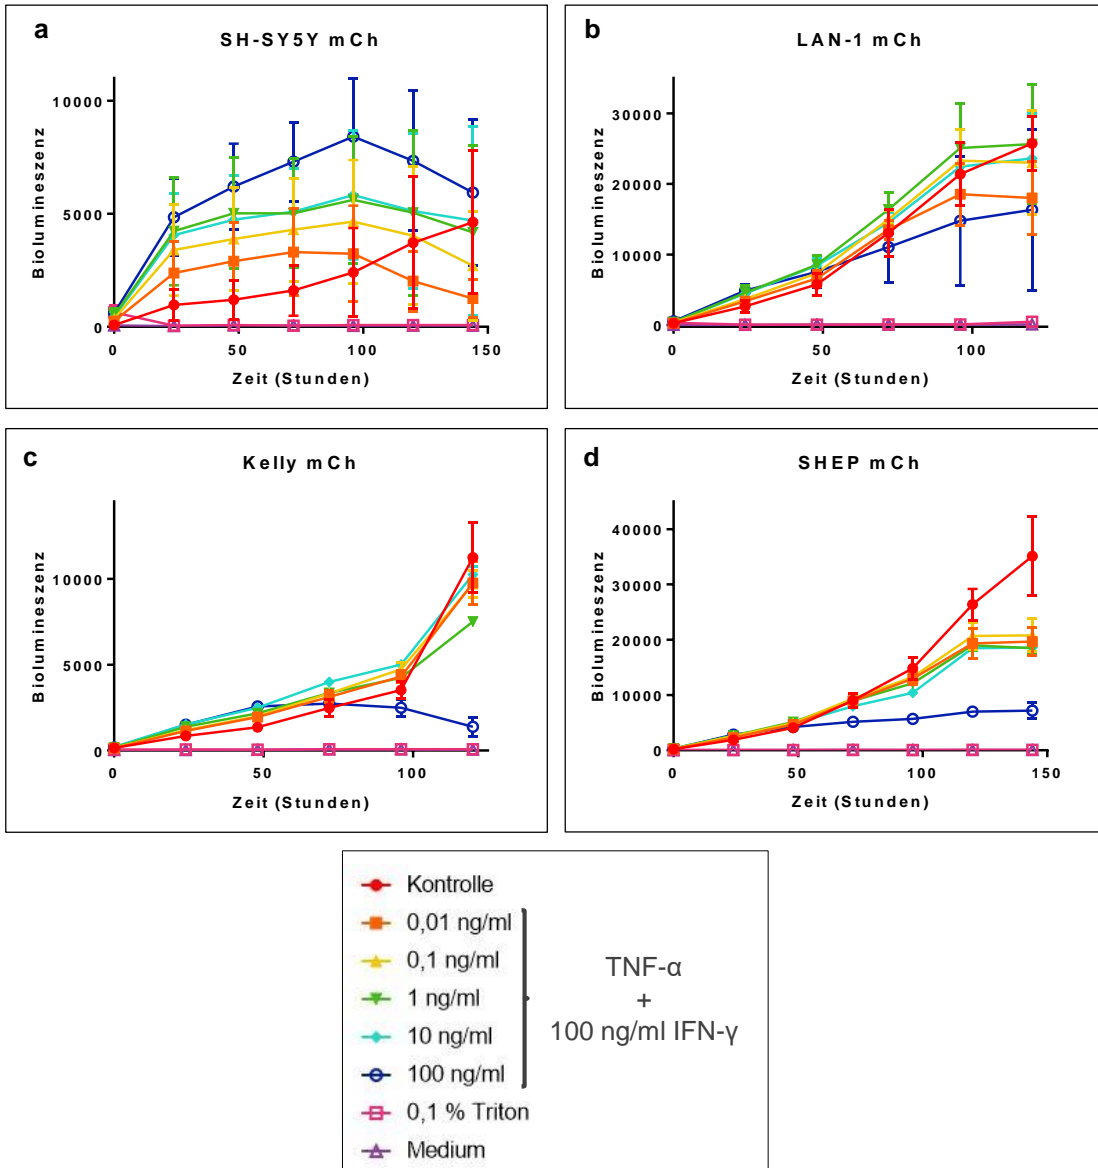 a
SH-SY5Y mCh
10000
5000
0
0
50
100
150
Biolumineszenz
Zeit (Stunden)
b
LAN-1 mCh
30000
20000
10000
0
0
50
100
Biolumineszenz
Zeit (Stunden)
c
Kelly mCh
10000
5000
0
0
50
100
Biolumineszenz
Zeit (Stunden)
d
SHEP mCh
40000
30000
20000
10000
0
0
50
100
150
Biolumineszenz
Zeit (Stunden)
Kontrolle
0,01 ng/ml
0,1 ng/ml
1 ng/ml
10 ng/ml
100 ng/ml
0,1 % Triton
Medium
TNF-α
+
100 ng/ml IFN-γ